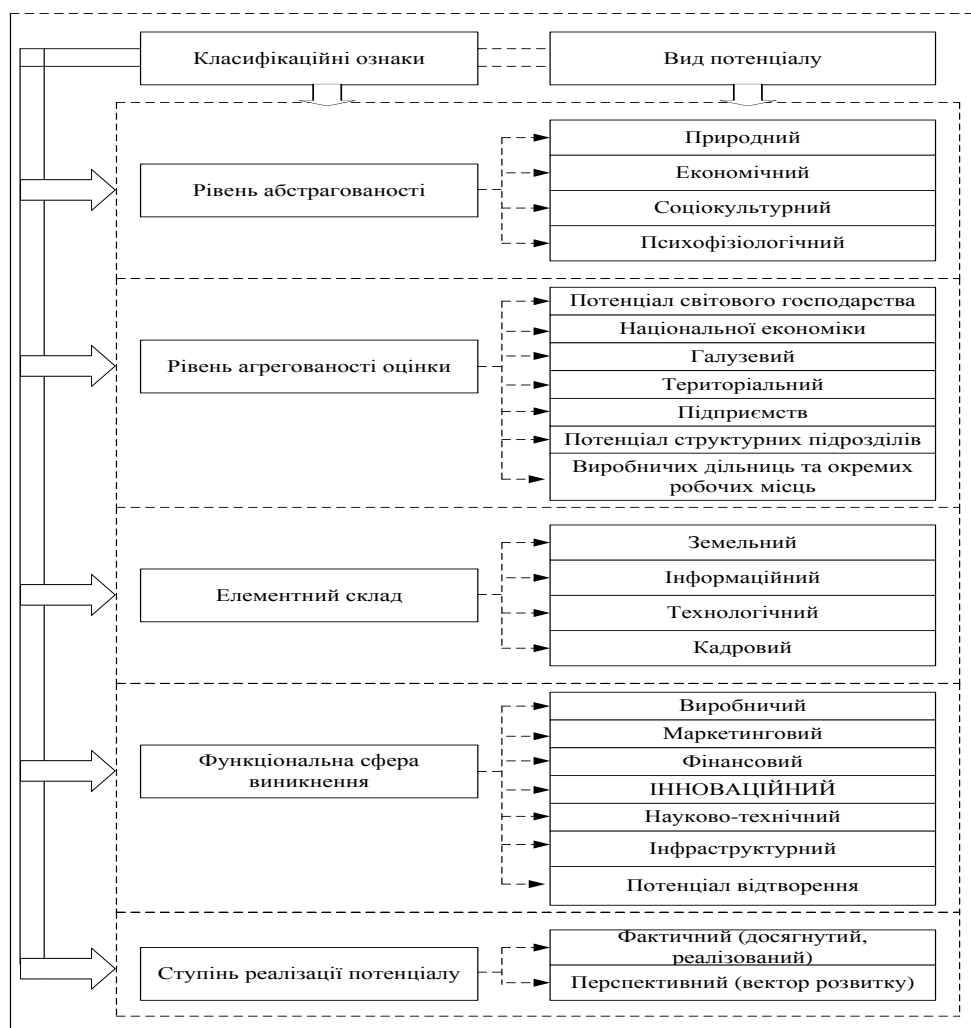 Класифікаційні ознаки
Вид потенціалу
Рівень абстрагованості
Природний
Економічний
Соціокультурний
Психофізіологічний
Рівень агрегованості оцінки
Потенціал світового господарства
Національної економіки
Галузевий
Територіальний
Підприємств
Потенціал структурних підрозділів
Виробничих дільниць та окремих
робочих місць
Елементний склад
Земельний
Інформаційний
Технологічний
Кадровий
Функціональна сфера
виникнення
Виробничий
Маркетинговий
Фінансовий
ІННОВАЦІЙНИЙ
Науково-технічний
Інфраструктурний
Потенціал відтворення
Ступінь реалізації потенціалу
Фактичний (досягнутий,
реалізований)
Перспективний (вектор розвитку)